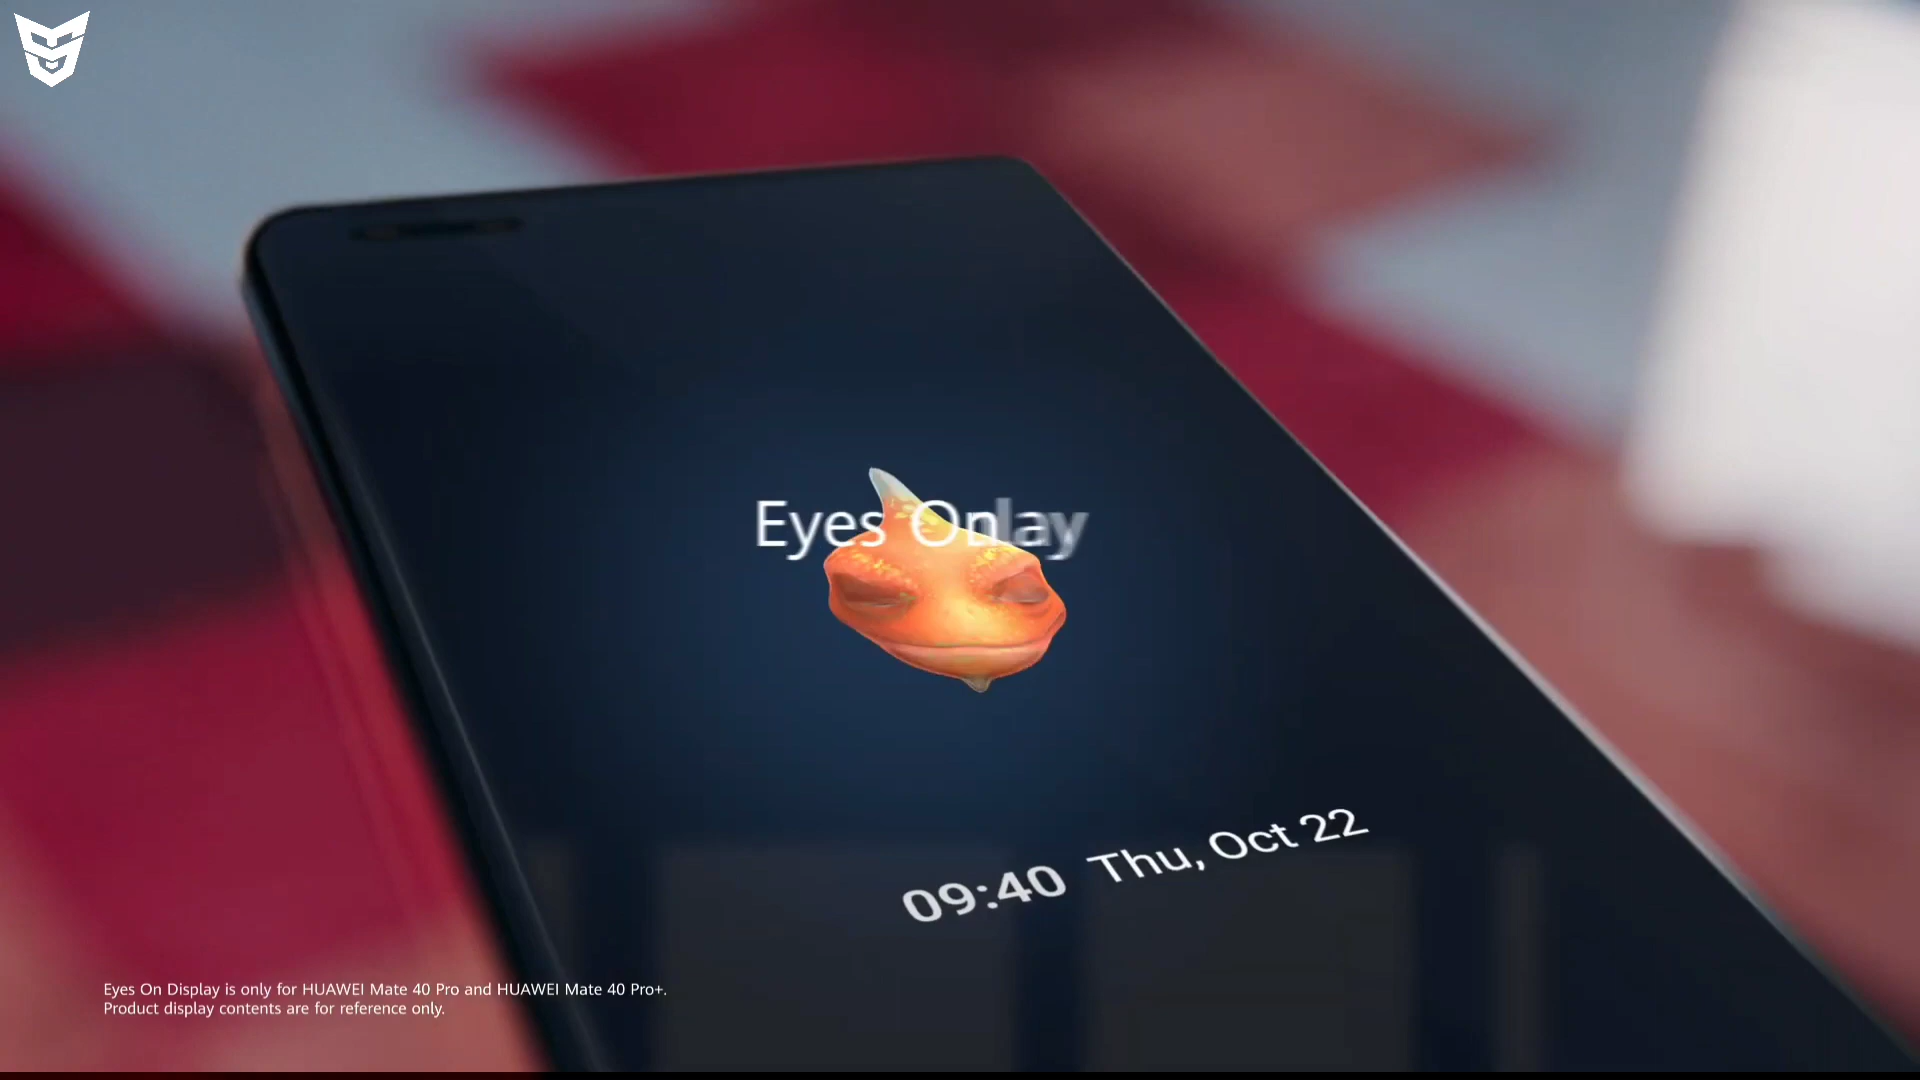 Eyes Onlay
09:40 Thu, Oct 22
Eyes On Display is only for HUAWEI Mate 40 Pro and HUAWEI Mate 40 Pro+.
Product display contents are for reference only.